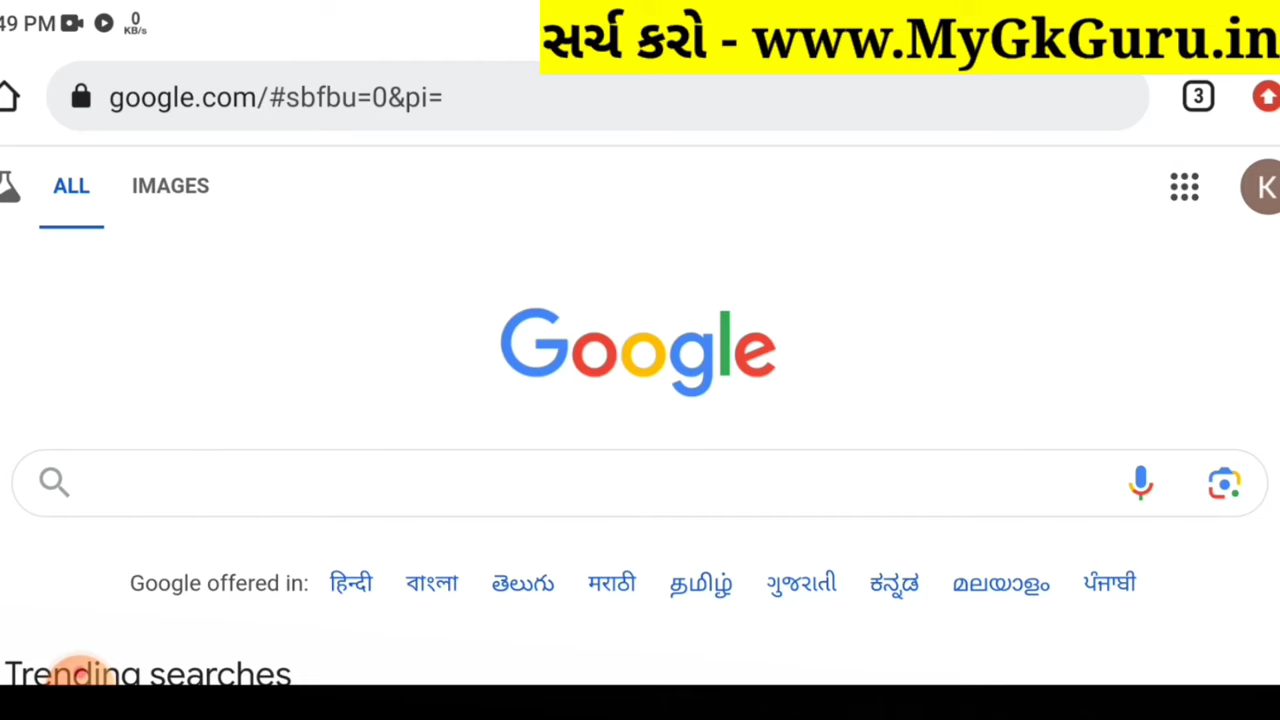 49 PM 0 KB/s
સર્ચ કરો - www.MyGkGuru.in
google.com/#sbfbu=0&pi=
3
ALL IMAGES
K
Google
Google offered in: हिन्दी বাংলা తెలుగు मराठी தமிழ் ગુજરાતી ಕನ್ನಡ മലയാളം ਪੰਜਾਬੀ
Trending searches